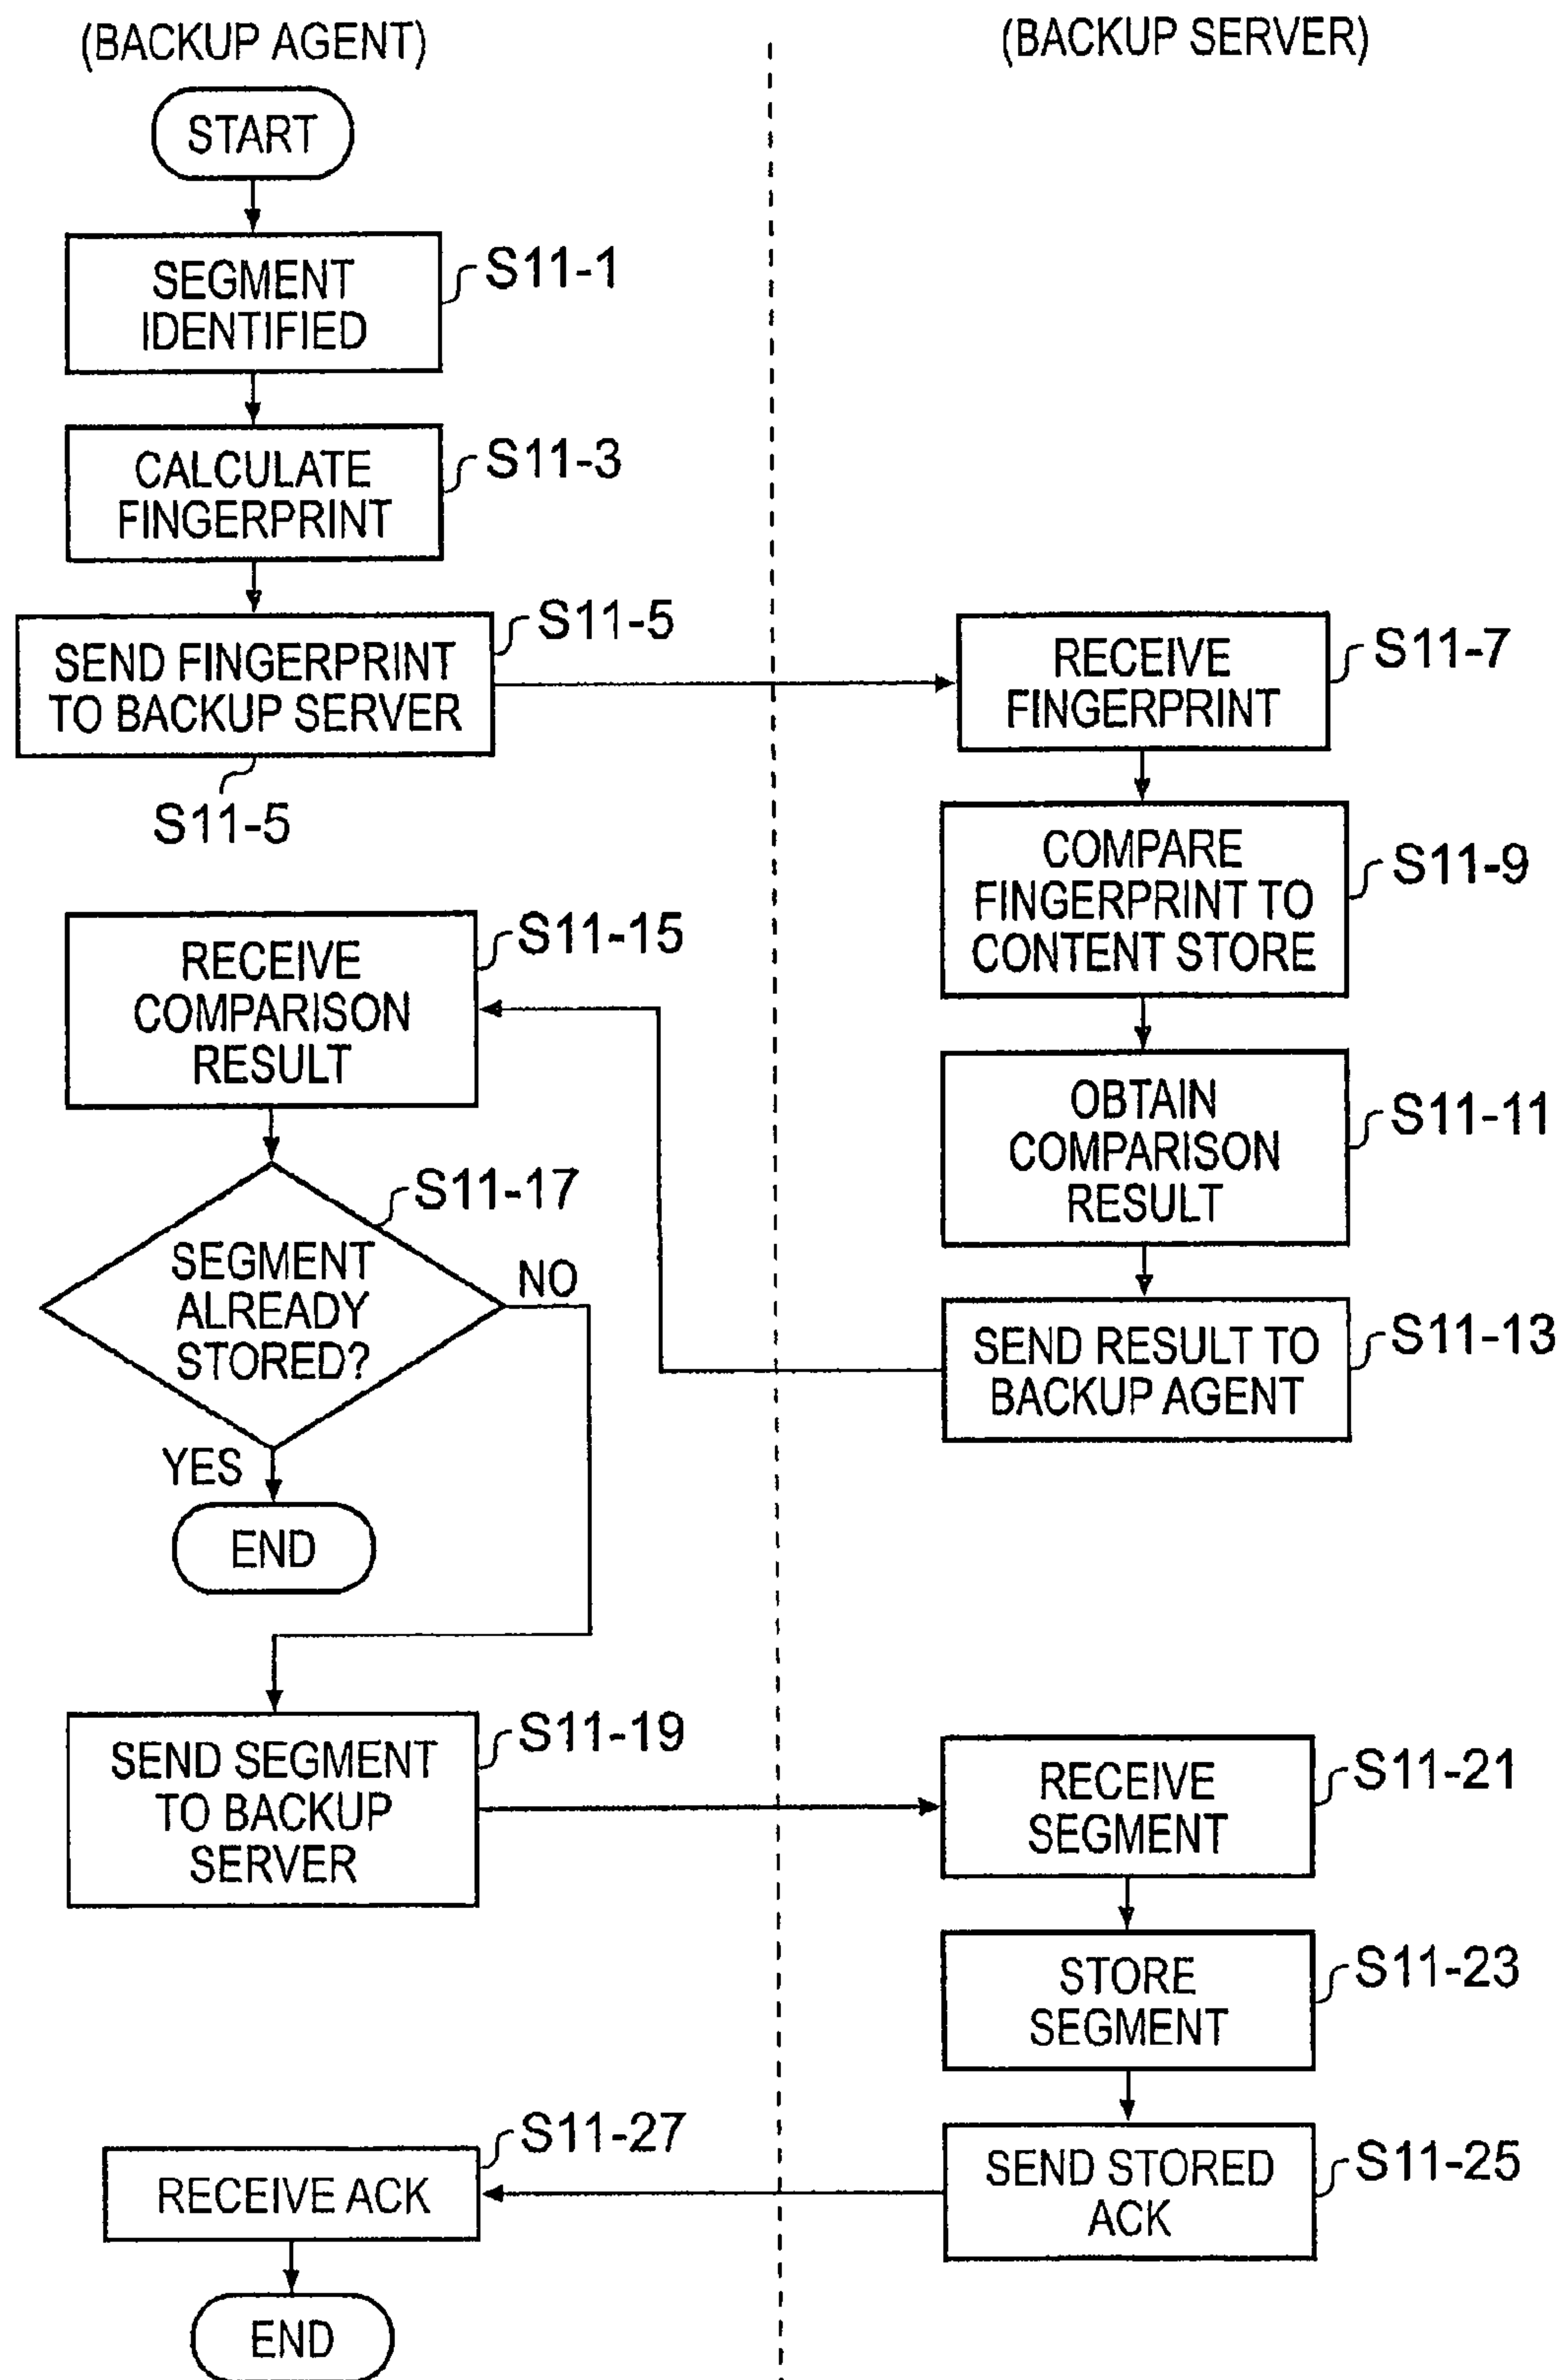 (BACKUP AGENT)
(BACKUP SERVER)
START
SEGMENT
IDENTIFIED
S11-1
CALCULATE
FINGERPRINT
S11-3
SEND FINGERPRINT
TO BACKUP SERVER
S11-5
S11-5
RECEIVE
FINGERPRINT
S11-7
COMPARE
FINGERPRINT TO
CONTENT STORE
S11-9
OBTAIN
COMPARISON
RESULT
S11-11
SEND RESULT TO
BACKUP AGENT
S11-13
RECEIVE
COMPARISON
RESULT
S11-15
SEGMENT
ALREADY
STORED?
S11-17
NO
YES
END
SEND SEGMENT
TO BACKUP
SERVER
S11-19
RECEIVE
SEGMENT
S11-21
STORE
SEGMENT
S11-23
SEND STORED
ACK
S11-25
RECEIVE ACK
S11-27
END